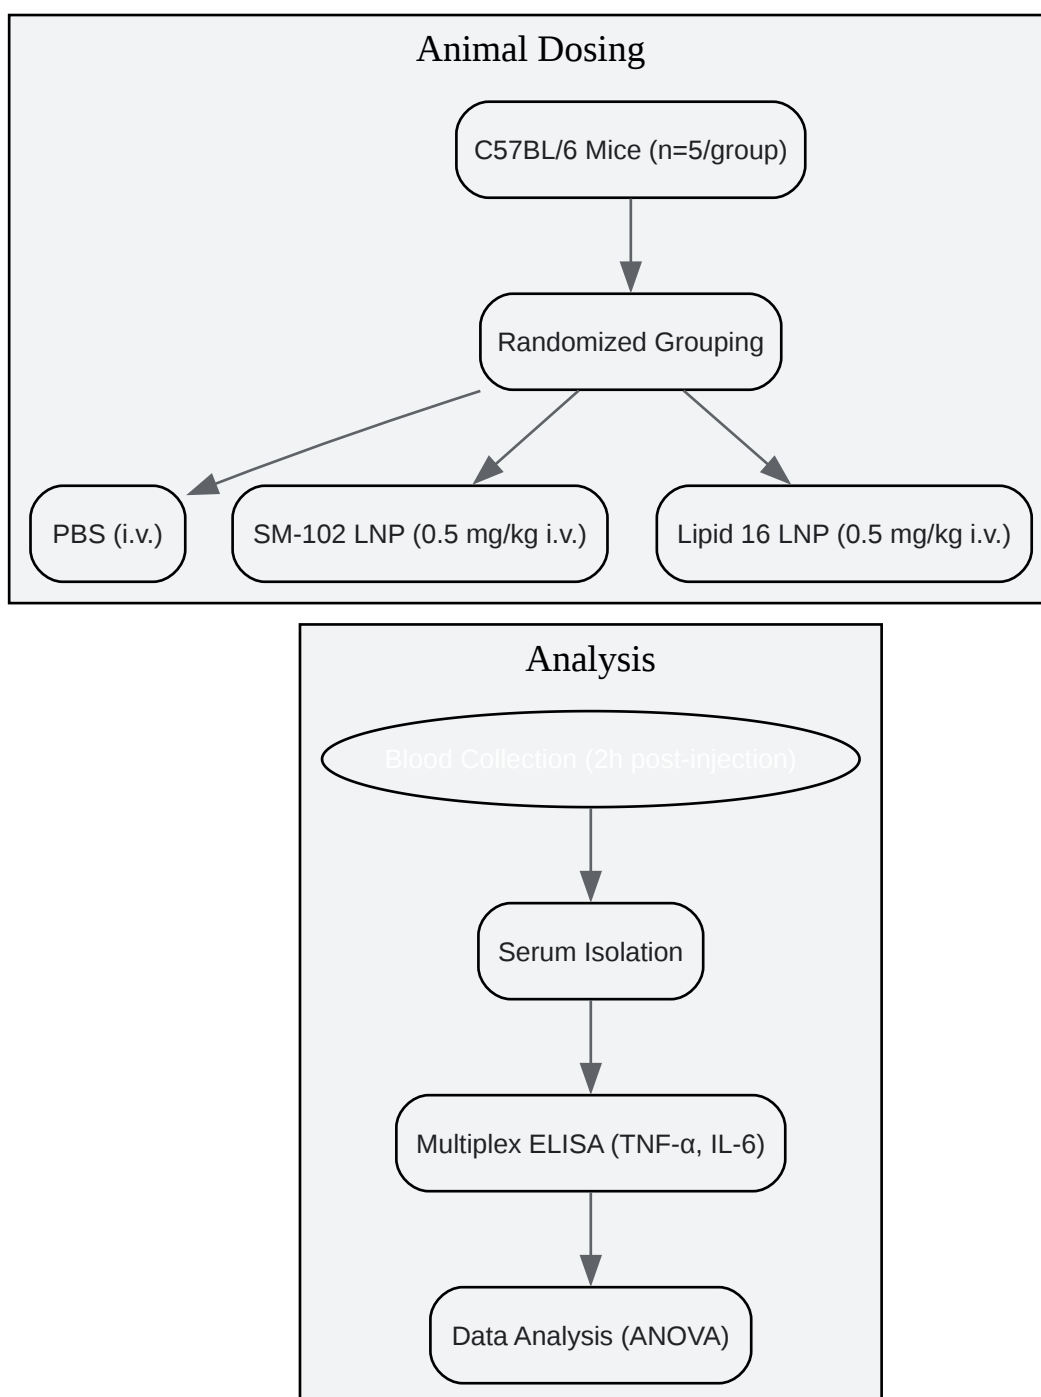 Animal Dosing
C57BL/6 Mice (n=5/group)
Randomized Grouping
PBS (i.v.)
SM-102 LNP (0.5 mg/kg i.v.)
Lipid 16 LNP (0.5 mg/kg i.v.)
Analysis
Blood Collection (2h post-injection)
Serum Isolation
Multiplex ELISA (TNF-α, IL-6)
Data Analysis (ANOVA)